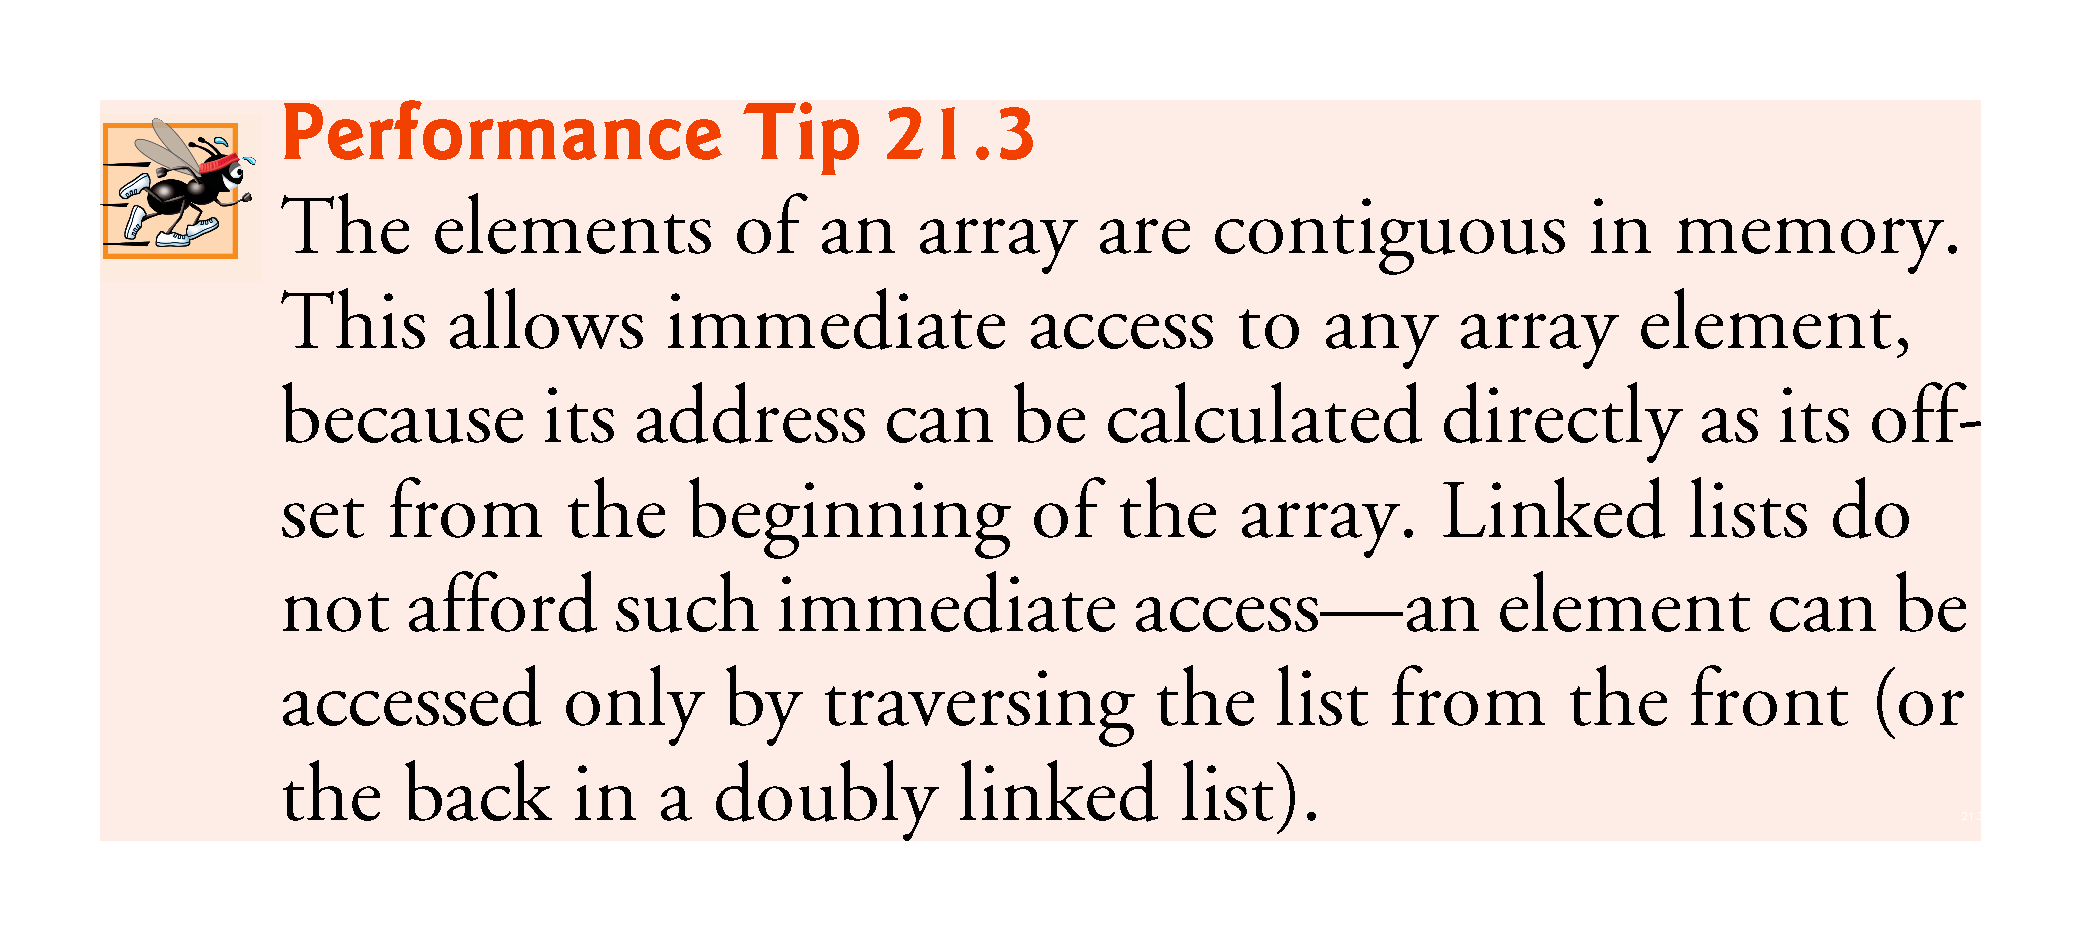 Performance Tip 21.3
The elements of an array are contiguous in memory.
This allows immediate access to any array element,
because its address can be calculated directly as its off-
set from the beginning of the array. Linked lists do
not afford such immediate access—an element can be
accessed only by traversing the list from the front (or
the back in a doubly linked list).